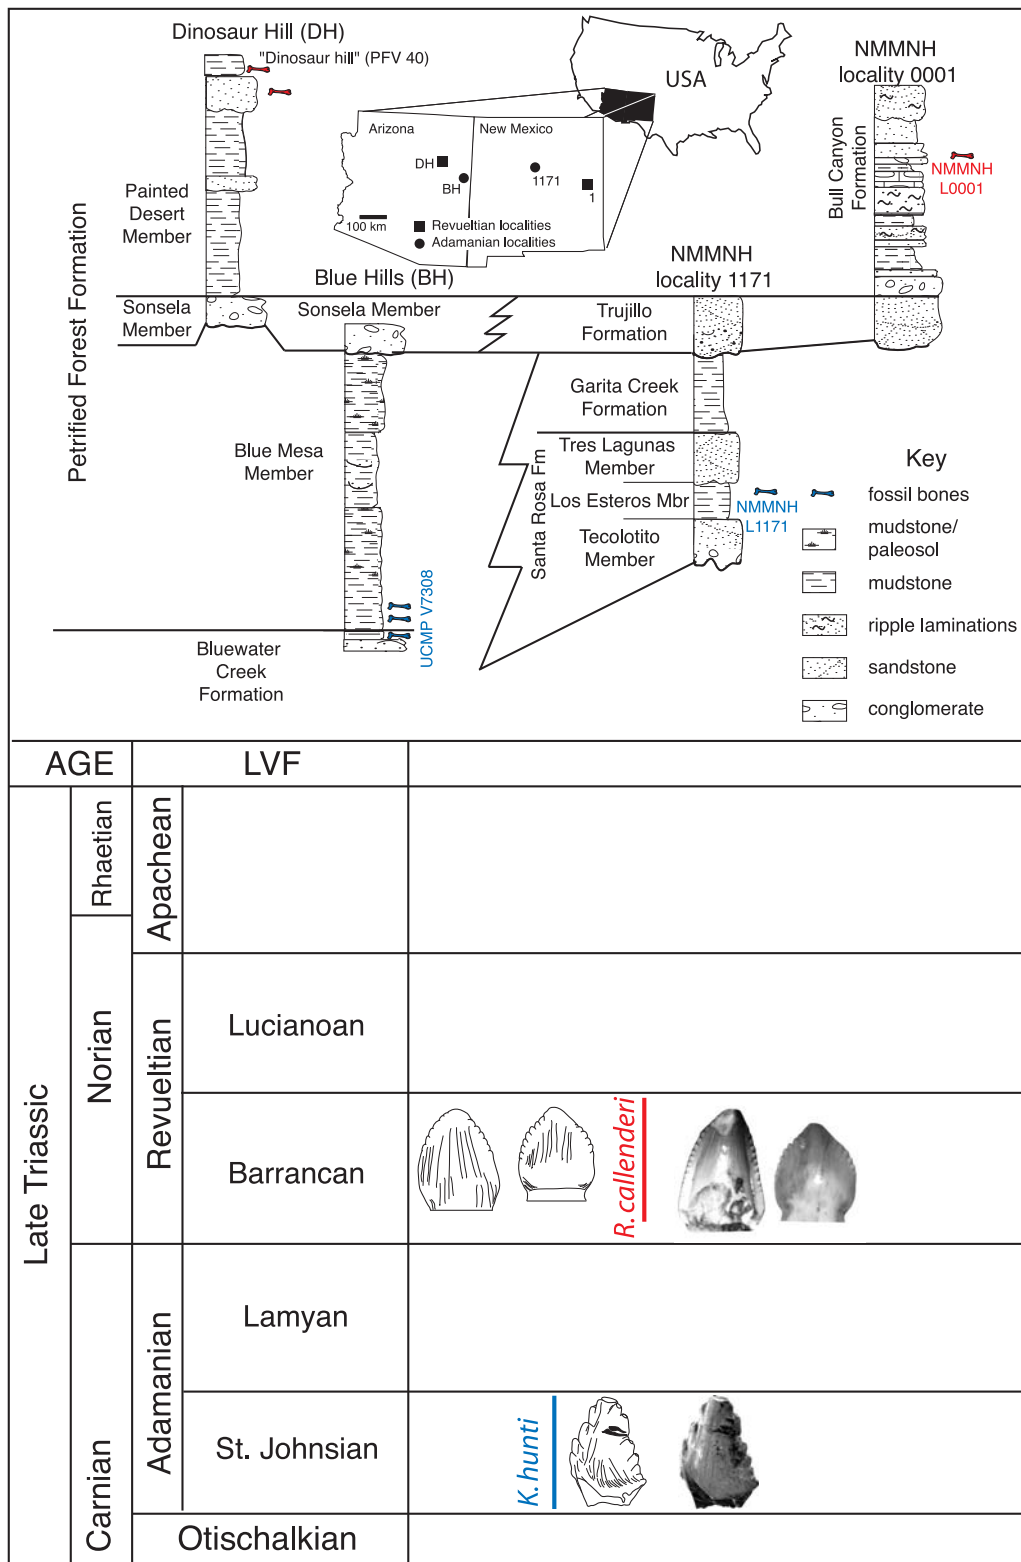 Dinosaur Hill (DH)
"Dinosaur hill" (PFV 40)
Painted
Desert
Member
Sonsela
Member
Petrified Forest Formation
USA
Arizona
New Mexico
DH
BH
1171
1
100 km
Revueltian localities
Adamanian localities
NMMNH
locality 0001
Bull Canyon
Formation
NMMNH
L0001
Blue Hills (BH)
Sonsela Member
Blue Mesa
Member
UCMP V7308
Bluewater
Creek
Formation
NMMNH
locality 1171
Trujillo
Formation
Garita Creek
Formation
Santa Rosa Fm
Tres Lagunas
Member
Los Esteros Mbr
Tecolotito
Member
NMMNH
L1171
Key
fossil bones
mudstone/
paleosol
mudstone
ripple laminations
sandstone
conglomerate
AGE
LVF
Late Triassic
Rhaetian
Norian
Carnian
Apachean
Revueltian
Adamanian
Lucianoan
Barrancan
Lamyan
St. Johnsian
Otischalkian
R. callenderi
K. hunti